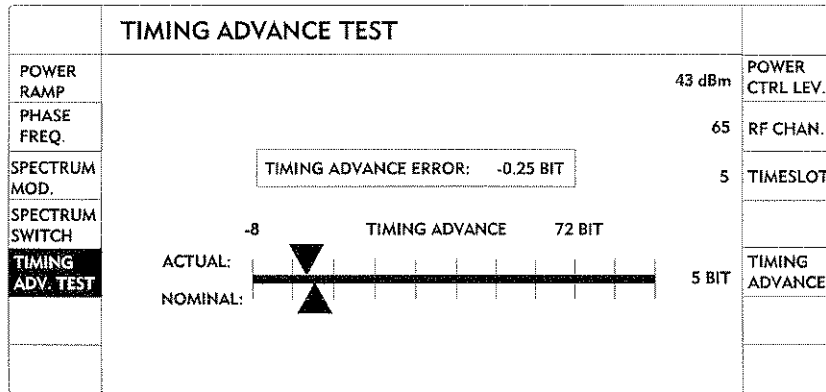 TIMING ADVANCE TEST
POWER
RAMP
43 dBm
POWER
CTRL LEV.
PHASE
FREQ.
65
RF CHAN.
SPECTRUM
MOD.
TIMING ADVANCE ERROR: -0.25 BIT
5
TIMESLOT
SPECTRUM
SWITCH
-8 TIMING ADVANCE 72 BIT
TIMING
ADV. TEST
ACTUAL:
NOMINAL:
5 BIT
TIMING
ADVANCE